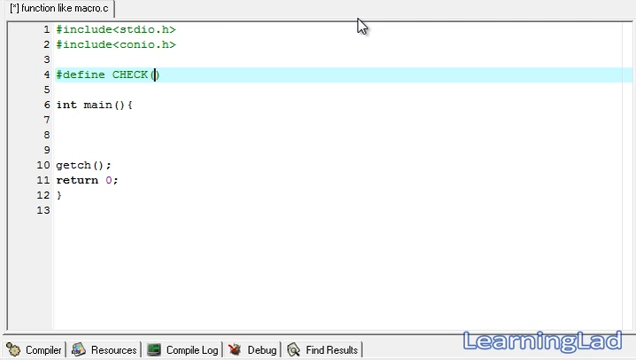 [*] function like macro.c
1 #include<stdio.h>
2 #include<conio.h>
3
4 #define CHECK()
5
6 int main(){
7
8
9
10 getch();
11 return 0;
12 }
13
Compiler Resources Compile Log Debug Find Results
LearningLad